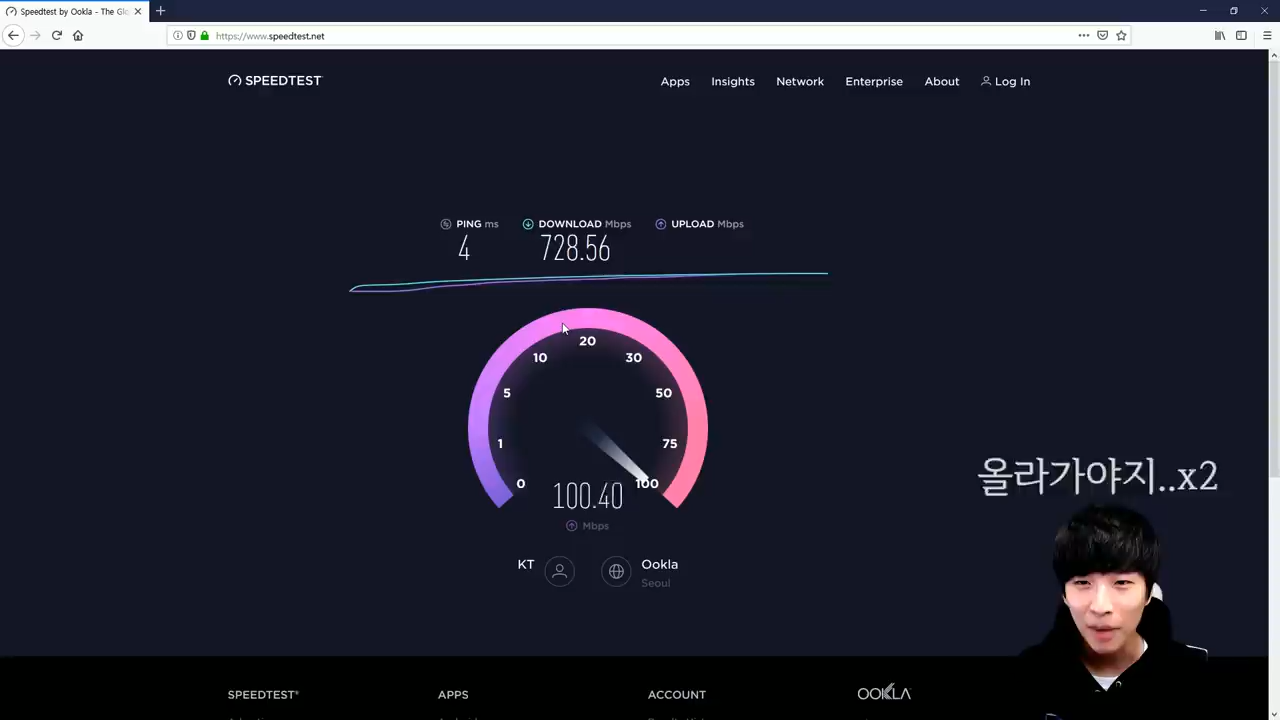 Speedtest by Ookla - The Glo
https://www.speedtest.net
SPEEDTEST
Apps
Insights
Network
Enterprise
About
Log In
PING ms
DOWNLOAD Mbps
UPLOAD Mbps
4
728.56
0
1
5
10
20
30
50
75
100
100.40
Mbps
KT
Ookla
Seoul
올라가야지..x2
SPEEDTEST®
APPS
ACCOUNT
OOKLA